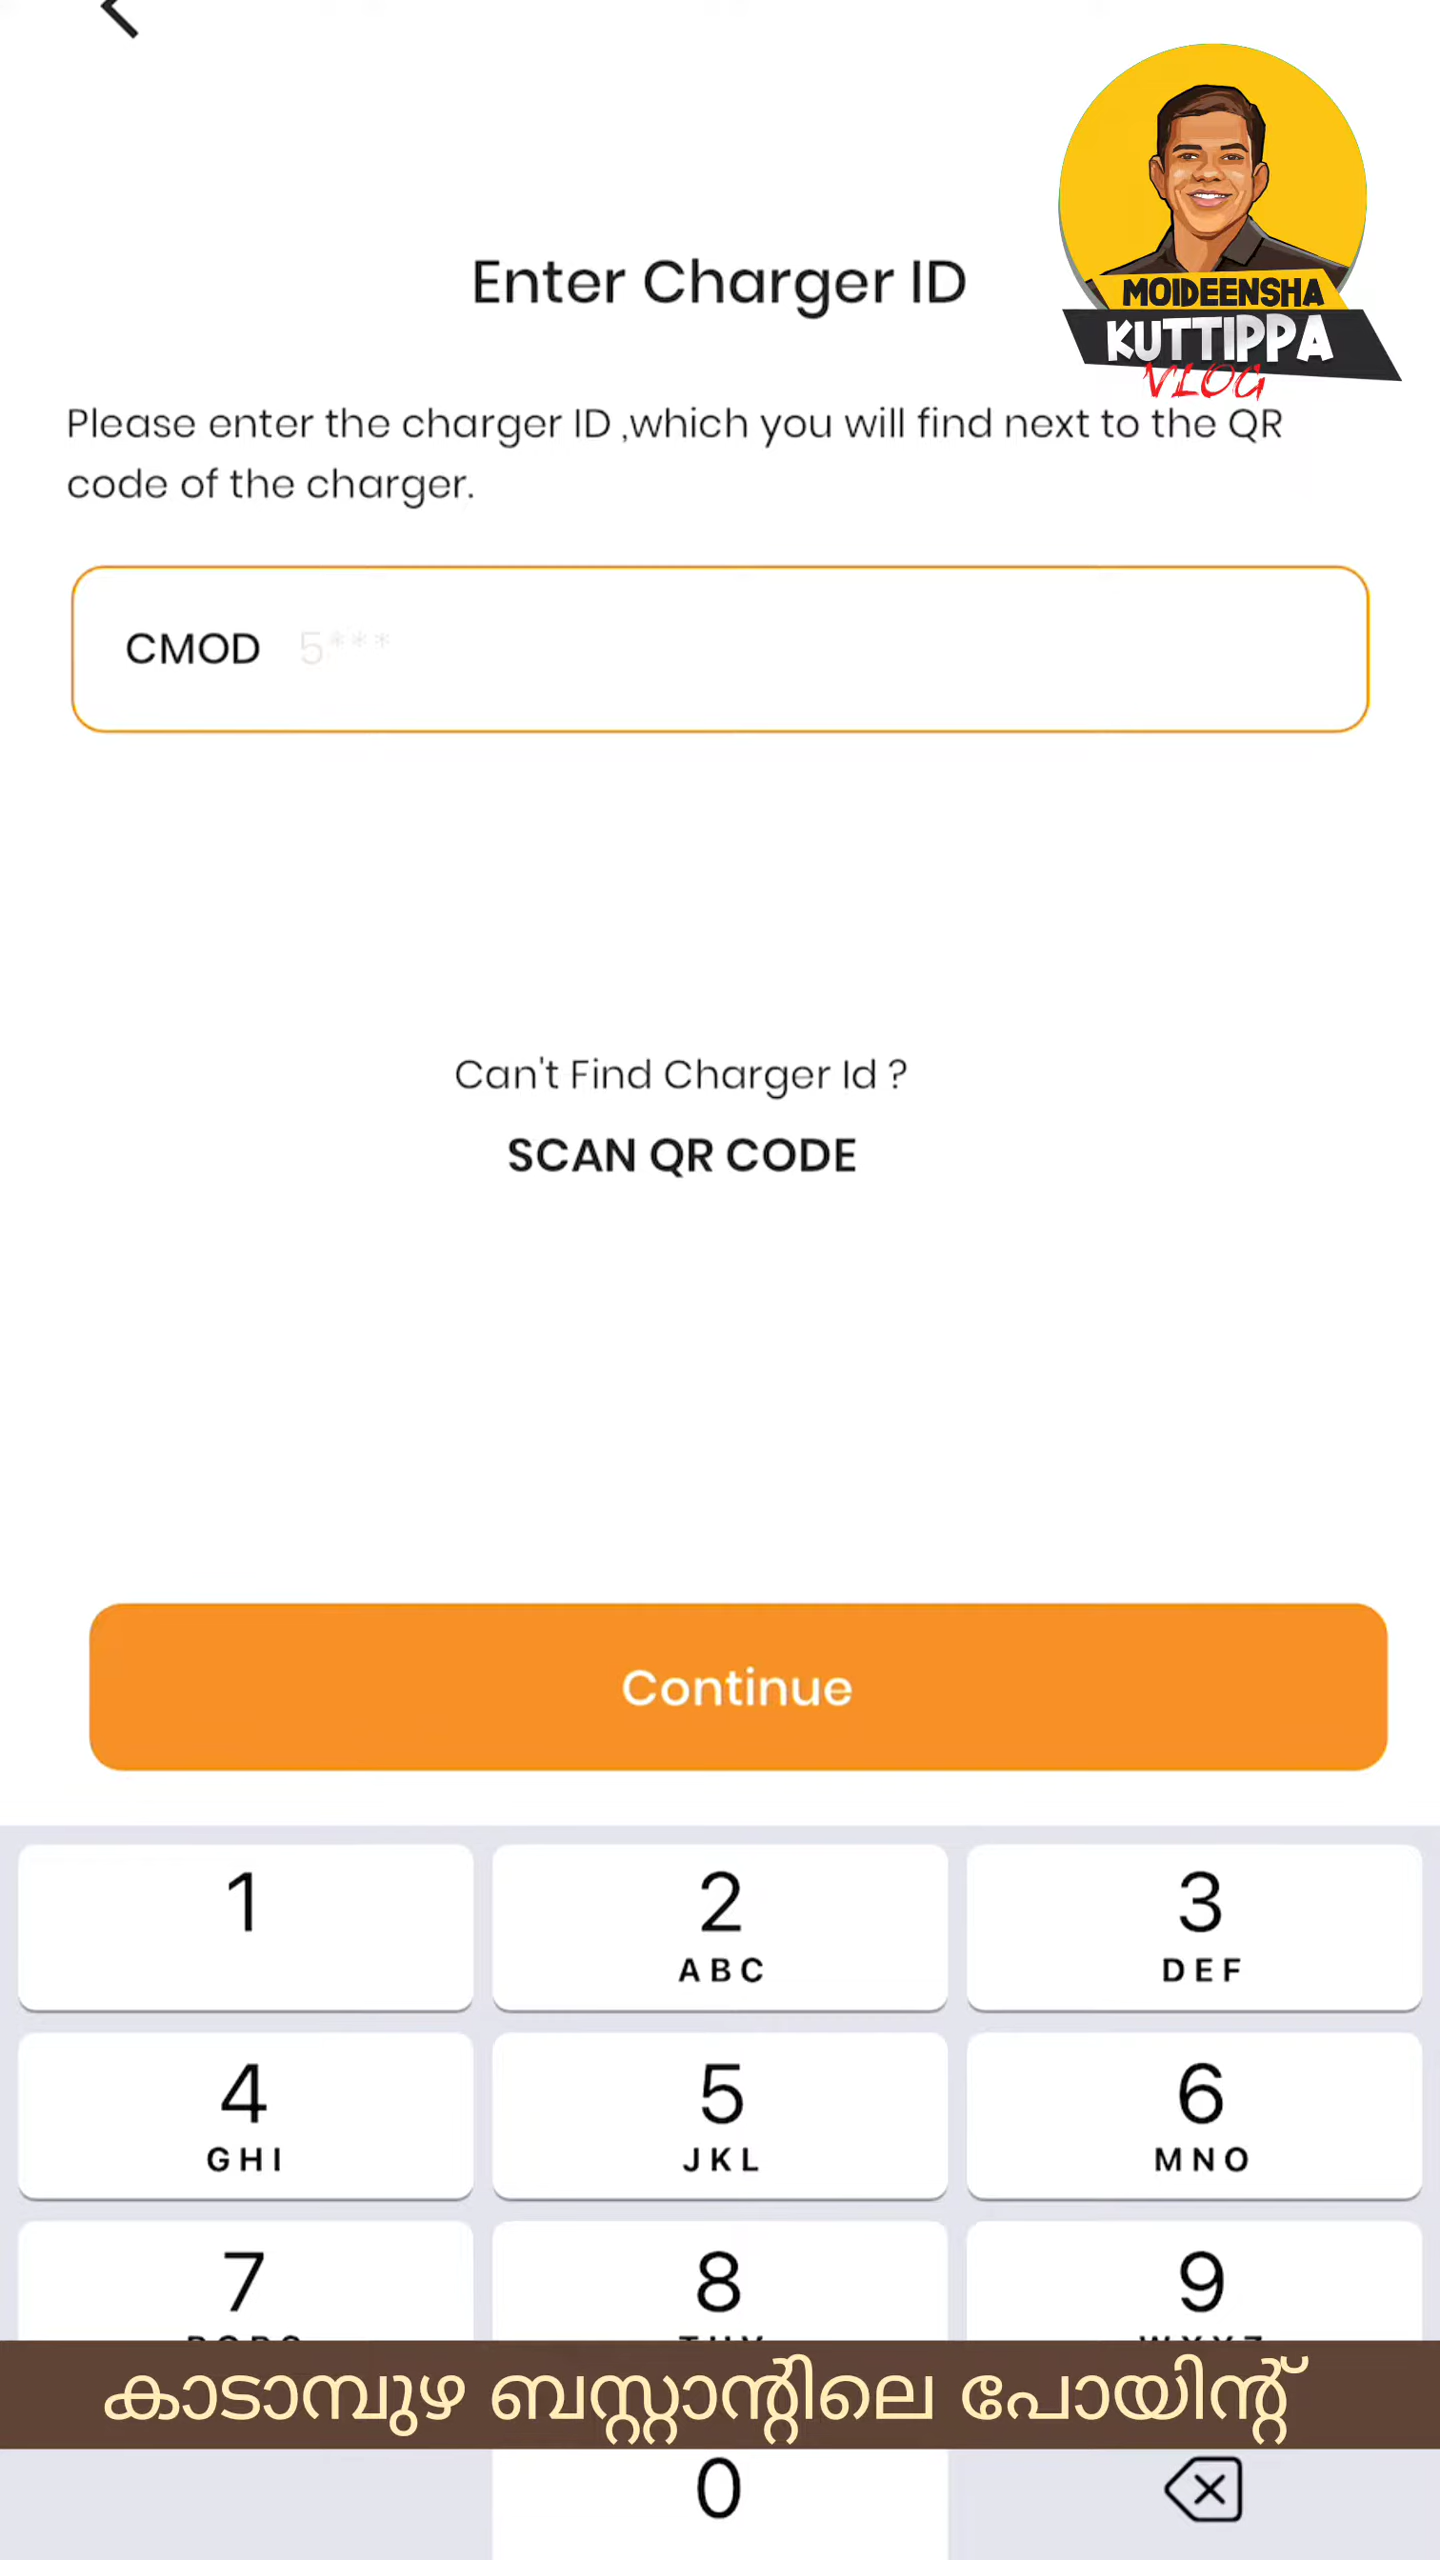 Enter Charger ID
MOIDEENSHA
KUTTIPPA
VLOG
Please enter the charger ID ,which you will find next to the QR
code of the charger.
CMOD 5***
Can't Find Charger Id ?
SCAN QR CODE
Continue
1 2 3
ABC DEF
4 5 6
GHI JKL MNO
7 8 9
കാടാമ്പുഴ ബസ്റ്റാന്റിലെ പോയിന്റ്
0